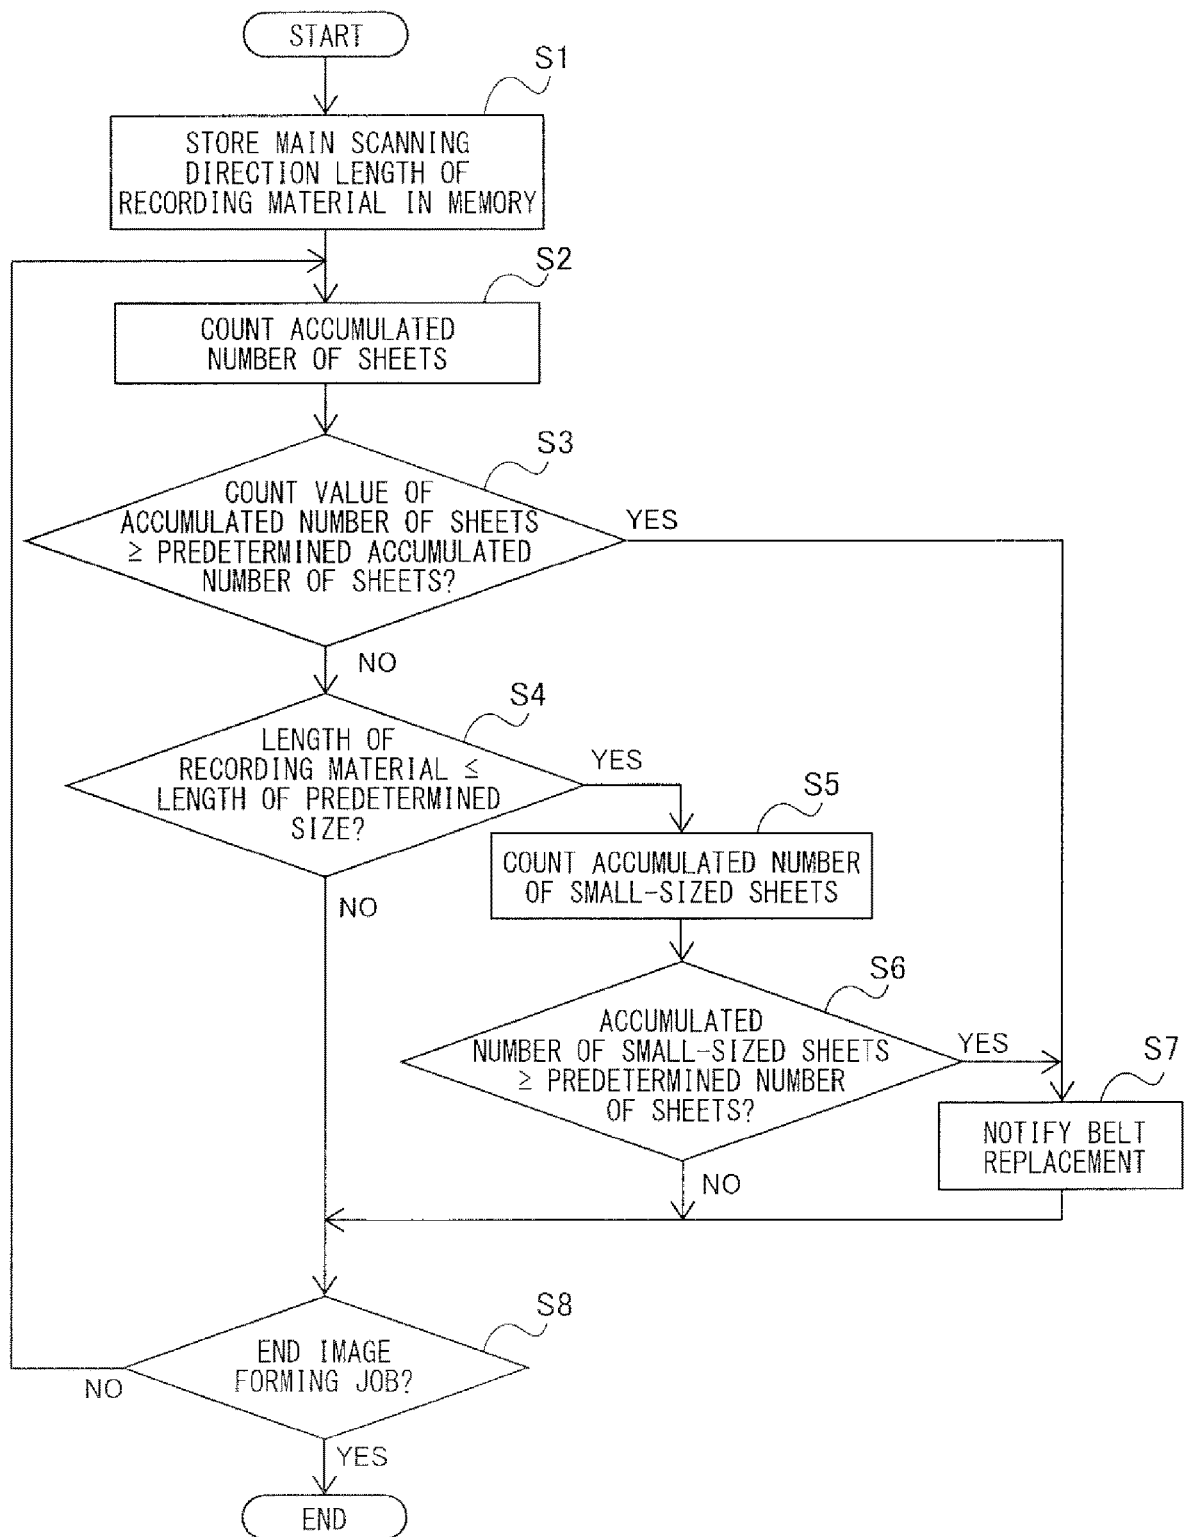 START
S1
STORE MAIN SCANNING
DIRECTION LENGTH OF
RECORDING MATERIAL IN MEMORY
S2
COUNT ACCUMULATED
NUMBER OF SHEETS
S3
COUNT VALUE OF
ACCUMULATED NUMBER OF SHEETS
≥ PREDETERMINED ACCUMULATED
NUMBER OF SHEETS?
YES
NO
S4
LENGTH OF
RECORDING MATERIAL ≤
LENGTH OF PREDETERMINED
SIZE?
YES
NO
S5
COUNT ACCUMULATED NUMBER
OF SMALL-SIZED SHEETS
S6
ACCUMULATED
NUMBER OF SMALL-SIZED SHEETS
≥ PREDETERMINED NUMBER
OF SHEETS?
YES
NO
S7
NOTIFY BELT
REPLACEMENT
S8
END IMAGE
FORMING JOB?
NO
YES
END